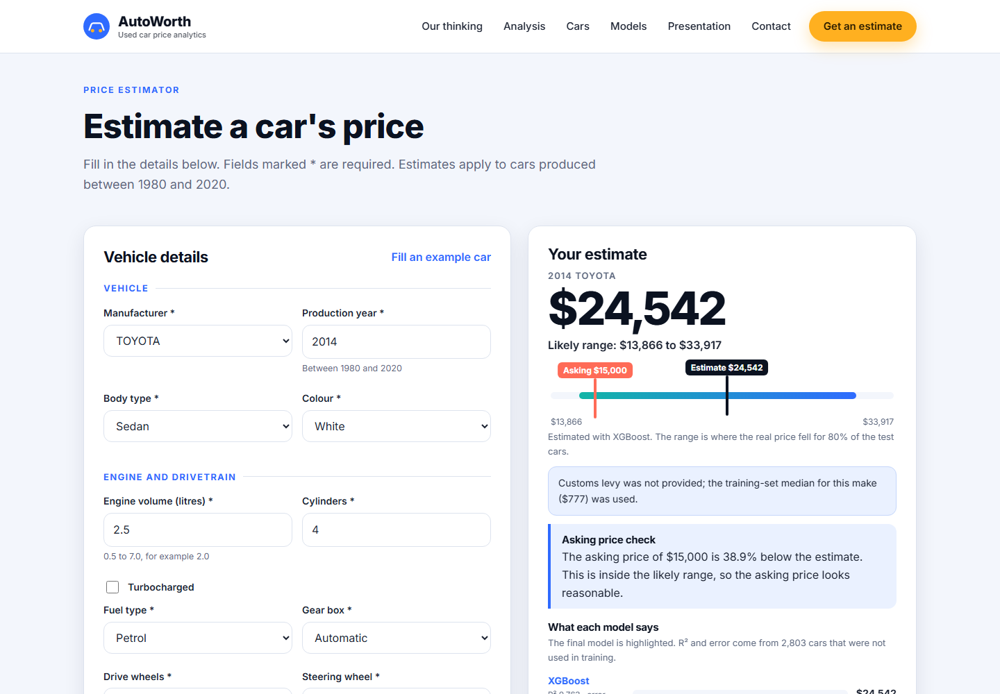 AutoWorth
Used car price analytics
Our thinking
Analysis
Cars
Models
Presentation
Contact
Get an estimate
PRICE ESTIMATOR
Estimate a car's price
Fill in the details below. Fields marked * are required. Estimates apply to cars produced
between 1980 and 2020.
Vehicle details
Fill an example car
VEHICLE
Manufacturer *
Production year *
TOYOTA
2014
Between 1980 and 2020
Body type *
Colour *
Sedan
White
ENGINE AND DRIVETRAIN
Engine volume (litres) *
Cylinders *
2.5
4
0.5 to 7.0, for example 2.0
Turbocharged
Fuel type *
Gear box *
Petrol
Automatic
Drive wheels *
Steering wheel *
Your estimate
2014 TOYOTA
$24,542
Likely range: $13,866 to $33,917
Asking $15,000
Estimate $24,542
$13,866
$33,917
Estimated with XGBoost. The range is where the real price fell for 80% of the test
cars.
Customs levy was not provided; the training-set median for this make
($777) was used.
Asking price check
The asking price of $15,000 is 38.9% below the estimate.
This is inside the likely range, so the asking price looks
reasonable.
What each model says
The final model is highlighted. R² and error come from 2,803 cars that were not
used in training.
XGBoost
$24,542